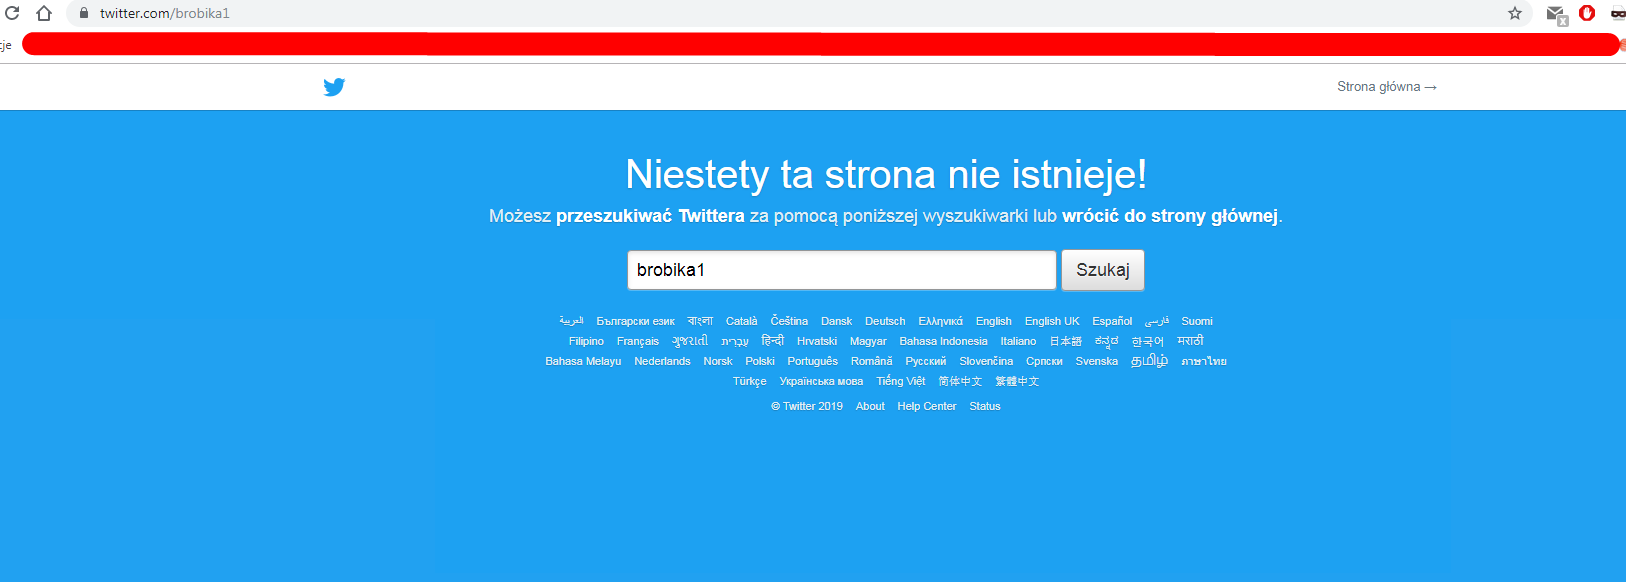 twitter.com/brobika1
cje
Strona główna →
Niestety ta strona nie istnieje!
Możesz przeszukiwać Twittera za pomocą poniższej wyszukiwarki lub wrócić do strony głównej.
brobika1 Szukaj
العربية Български език বাংলা Català Čeština Dansk Deutsch Ελληνικά English English UK Español فارسی Suomi
Filipino Français ગુજરાતી עִבְרִית हिन्दी Hrvatski Magyar Bahasa Indonesia Italiano 日本語 ಕನ್ನಡ 한국어 मराठी
Bahasa Melayu Nederlands Norsk Polski Português Română Русский Slovenčina Српски Svenska தமிழ் ภาษาไทย
Türkçe Українська мова Tiếng Việt 简体中文 繁體中文
© Twitter 2019 About Help Center Status